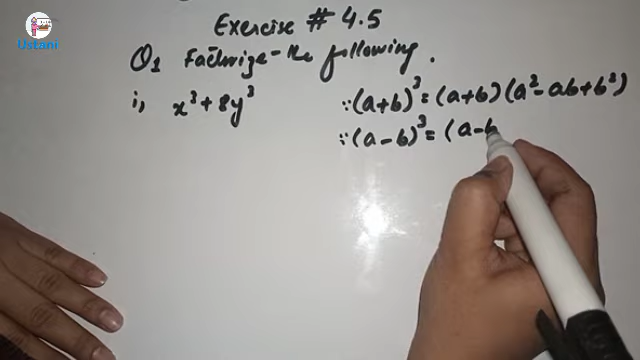 Ustani
Exercise # 4.5
Q1 Factorize the following.
i, x³+8y³
∵(a+b)³=(a+b)(a²-ab+b²)
∵(a-b)³=(a-b